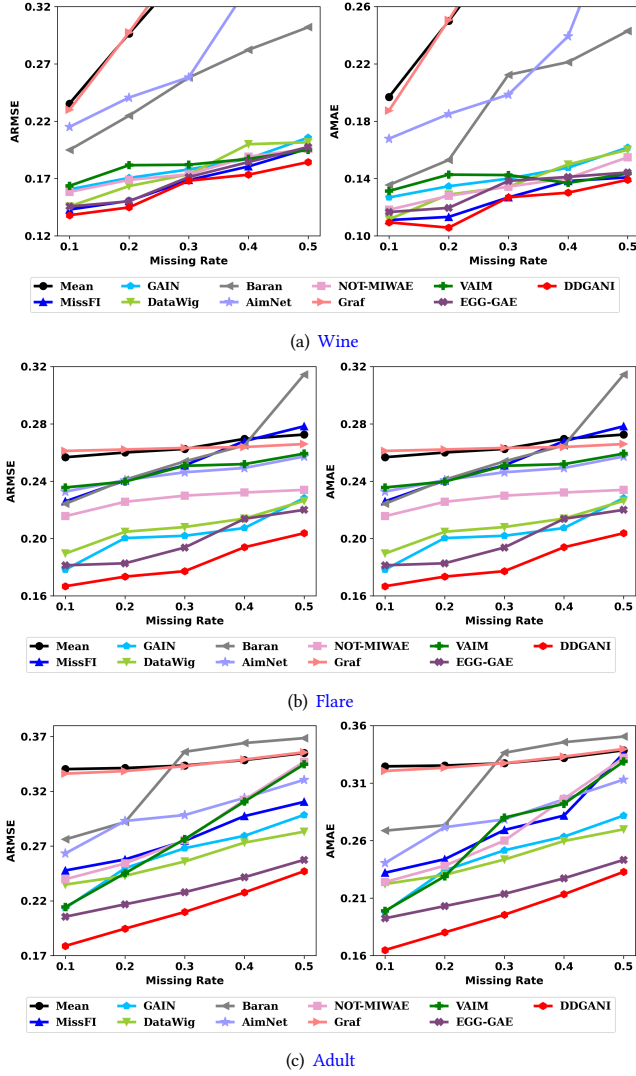 0.32
0.27
0.22
0.17
0.12
ARMSE
0.1 0.2 0.3 0.4 0.5
Missing Rate
0.26
0.22
0.18
0.14
0.10
AMAE
0.1 0.2 0.3 0.4 0.5
Missing Rate
Mean GAIN Baran NOT-MIWAE VAIM DDGANI
MissFI DataWig AimNet Graf EGG-GAE
(a) Wine
0.32
0.28
0.24
0.20
0.16
ARMSE
0.1 0.2 0.3 0.4 0.5
Missing Rate
0.32
0.28
0.24
0.20
0.16
AMAE
0.1 0.2 0.3 0.4 0.5
Missing Rate
Mean GAIN Baran NOT-MIWAE VAIM DDGANI
MissFI DataWig AimNet Graf EGG-GAE
(b) Flare
0.37
0.32
0.27
0.22
0.17
ARMSE
0.1 0.2 0.3 0.4 0.5
Missing Rate
0.36
0.31
0.26
0.21
0.16
AMAE
0.1 0.2 0.3 0.4 0.5
Missing Rate
Mean GAIN Baran NOT-MIWAE VAIM DDGANI
MissFI DataWig AimNet Graf EGG-GAE
(c) Adult